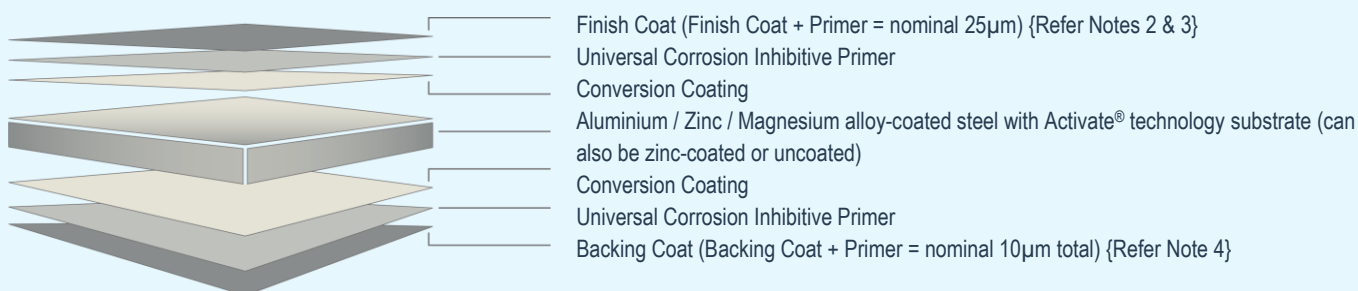 Finish Coat (Finish Coat + Primer = nominal 25µm) {Refer Notes 2 & 3}
Universal Corrosion Inhibitive Primer
Conversion Coating
Aluminium / Zinc / Magnesium alloy-coated steel with Activate® technology substrate (can
also be zinc-coated or uncoated)
Conversion Coating
Universal Corrosion Inhibitive Primer
Backing Coat (Backing Coat + Primer = nominal 10µm total) {Refer Note 4}